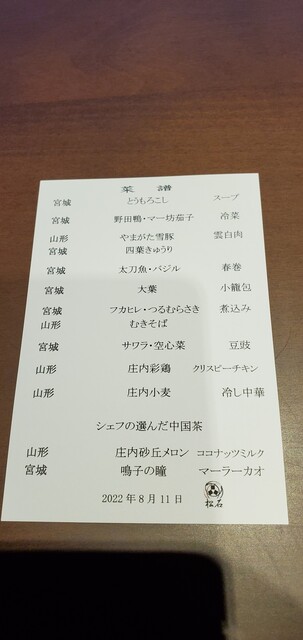 菜 譜
宮城 とうもろこし スープ
宮城 野田鴨・マー坊茄子 冷菜
山形 やまがた雪豚 雲白肉
宮城 四葉きゅうり
宮城 太刀魚・バジル 春巻
宮城 大葉 小籠包
宮城 フカヒレ・つるむらさき 煮込み
山形 むきそば
宮城 サワラ・空心菜 豆豉
山形 庄内彩鶏 クリスピーチキン
山形 庄内小麦 冷し中華
シェフの選んだ中国茶
山形 庄内砂丘メロン ココナッツミルク
宮城 鳴子の瞳 マーラーカオ
2022年8月11日
松石